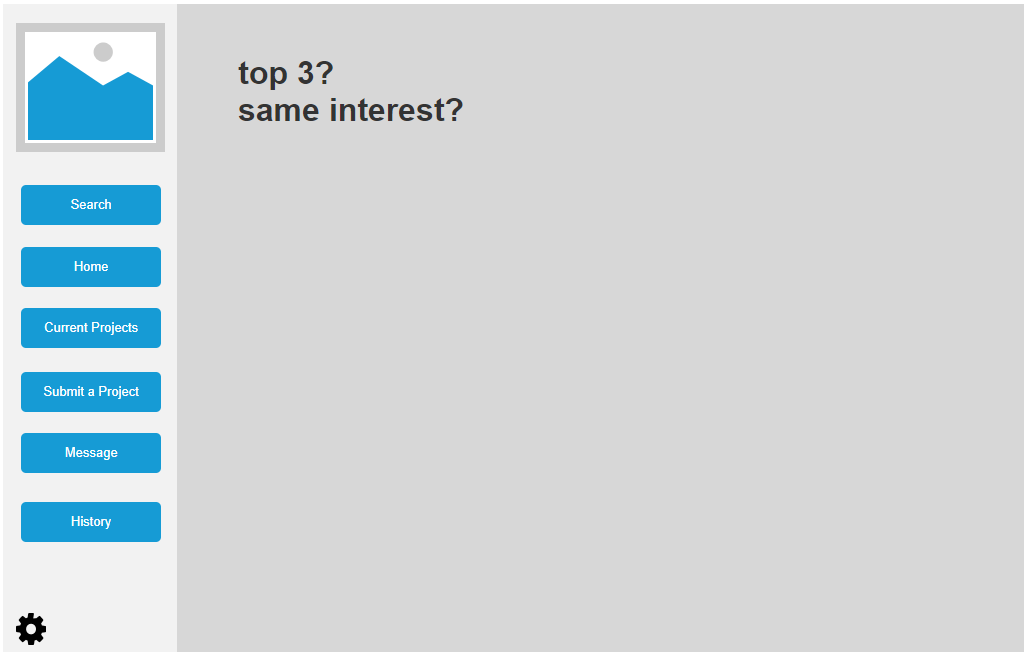 top 3?
same interest?
Search
Home
Current Projects
Submit a Project
Message
History